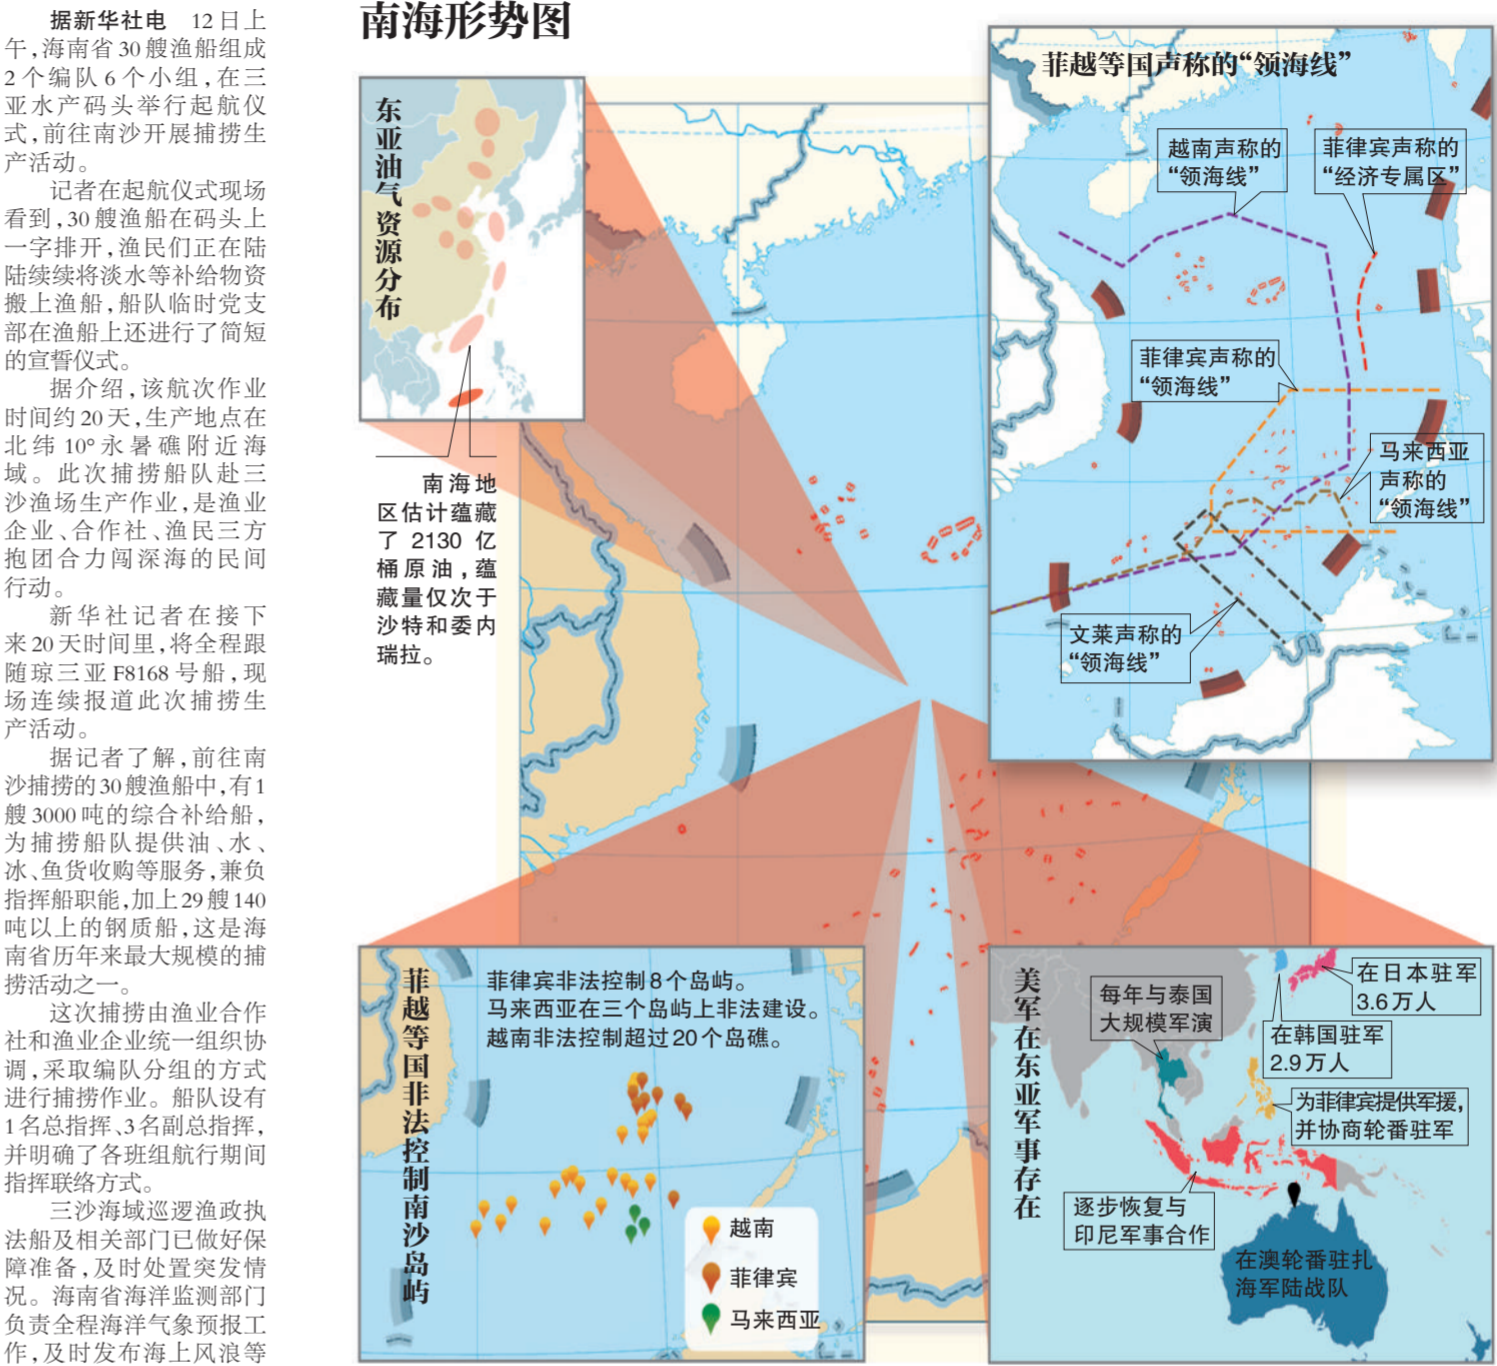 据新华社电 12日上
午,海南省30艘渔船组成
2个编队6个小组,在三
亚水产码头举行起航仪
式,前往南沙开展捕捞生
产活动。
记者在起航仪式现场
看到,30艘渔船在码头上
一字排开,渔民们正在陆
陆续续将淡水等补给物资
搬上渔船,船队临时党支
部在渔船上还进行了简短
的宣誓仪式。
据介绍,该航次作业
时间约20天,生产地点在
北纬10°永暑礁附近海
域。此次捕捞船队赴三
沙渔场生产作业,是渔业
企业、合作社、渔民三方
抱团合力闯深海的民间
行动。
新华社记者在接下
来20天时间里,将全程跟
随琼三亚F8168号船,现
场连续报道此次捕捞生
产活动。
据记者了解,前往南
沙捕捞的30艘渔船中,有1
艘3000吨的综合补给船,
为捕捞船队提供油、水、
冰、鱼货收购等服务,兼负
指挥船职能,加上29艘140
吨以上的钢质船,这是海
南省历年来最大规模的捕
捞活动之一。
这次捕捞由渔业合作
社和渔业企业统一组织协
调,采取编队分组的方式
进行捕捞作业。船队设有
1名总指挥、3名副总指挥,
并明确了各班组航行期间
指挥联络方式。
三沙海域巡逻渔政执
法船及相关部门已做好保
障准备,及时处置突发情
况。海南省海洋监测部门
负责全程海洋气象预报工
作,及时发布海上风浪等
南海形势图
东亚油气资源分布
南海地
区估计蕴藏
了2130亿
桶原油,蕴
藏量仅次于
沙特和委内
瑞拉。
菲越等国声称的“领海线”
越南声称的
“领海线”
菲律宾声称的
“经济专属区”
菲律宾声称的
“领海线”
马来西亚
声称的
“领海线”
文莱声称的
“领海线”
菲越等国非法控制南沙岛屿
菲律宾非法控制8个岛屿。
马来西亚在三个岛屿上非法建设。
越南非法控制超过20个岛礁。
越南
菲律宾
马来西亚
美军在东亚军事存在
每年与泰国
大规模军演
在日本驻军
3.6万人
在韩国驻军
2.9万人
为菲律宾提供军援,
并协商轮番驻军
逐步恢复与
印尼军事合作
在澳轮番驻扎
海军陆战队